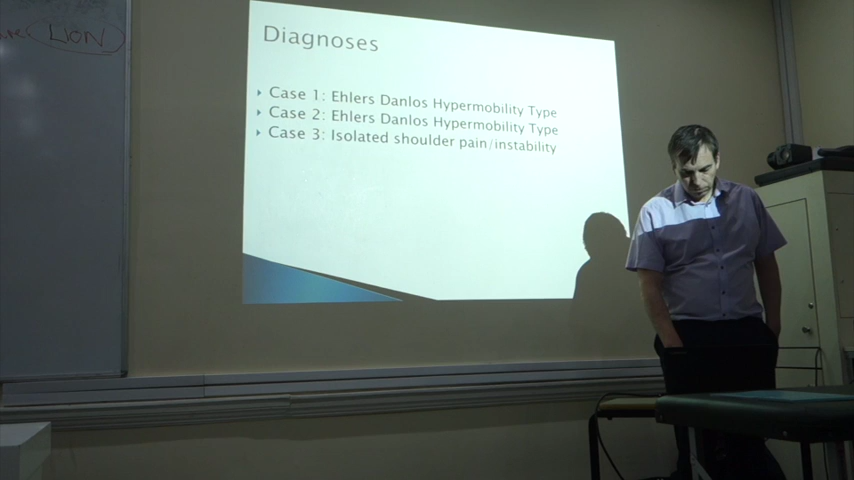 LION
Diagnoses
Case 1: Ehlers Danlos Hypermobility Type
Case 2: Ehlers Danlos Hypermobility Type
Case 3: Isolated shoulder pain/instability